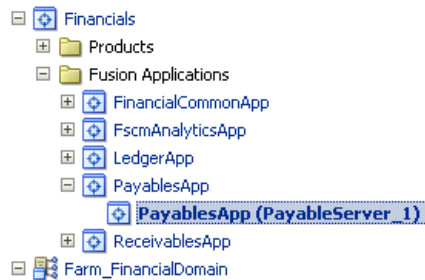 Financials
Products
Fusion Applications
FinancialCommonApp
FscmAnalyticsApp
LedgerApp
PayablesApp
PayablesApp (PayableServer_1)
ReceivablesApp
Farm_FinancialDomain